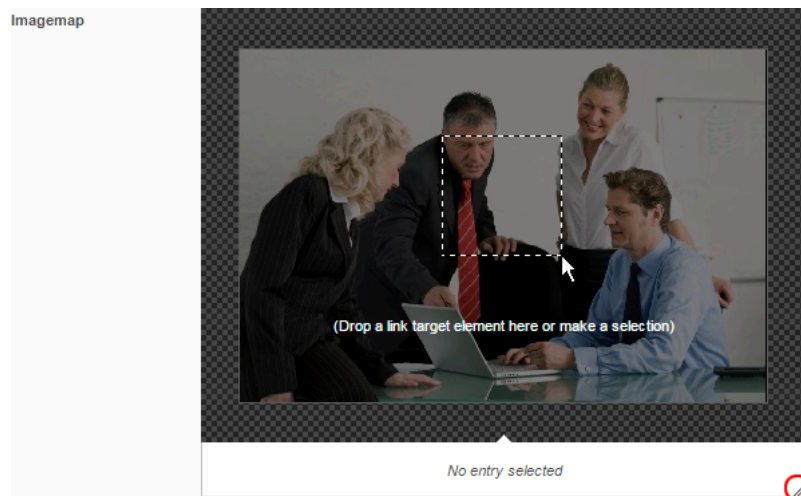 Imagemap
(Drop a link target element here or make a selection)
No entry selected